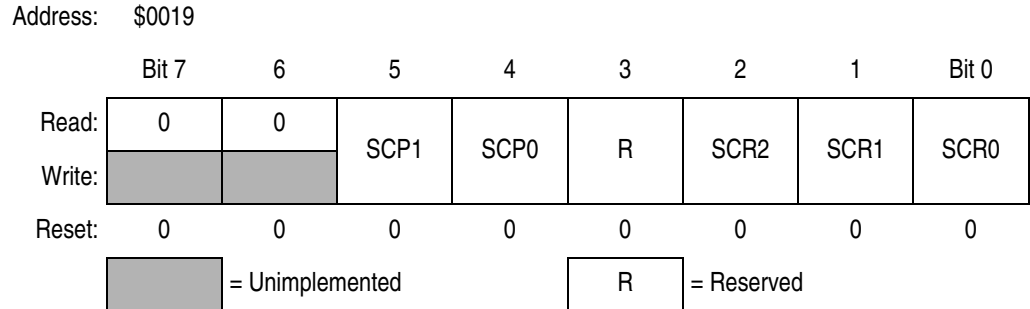 Address: $0019
Bit 7 6 5 4 3 2 1 Bit 0
Read: 0 0 SCP1 SCP0 R SCR2 SCR1 SCR0
Write:
Reset: 0 0 0 0 0 0 0 0
= Unimplemented R = Reserved